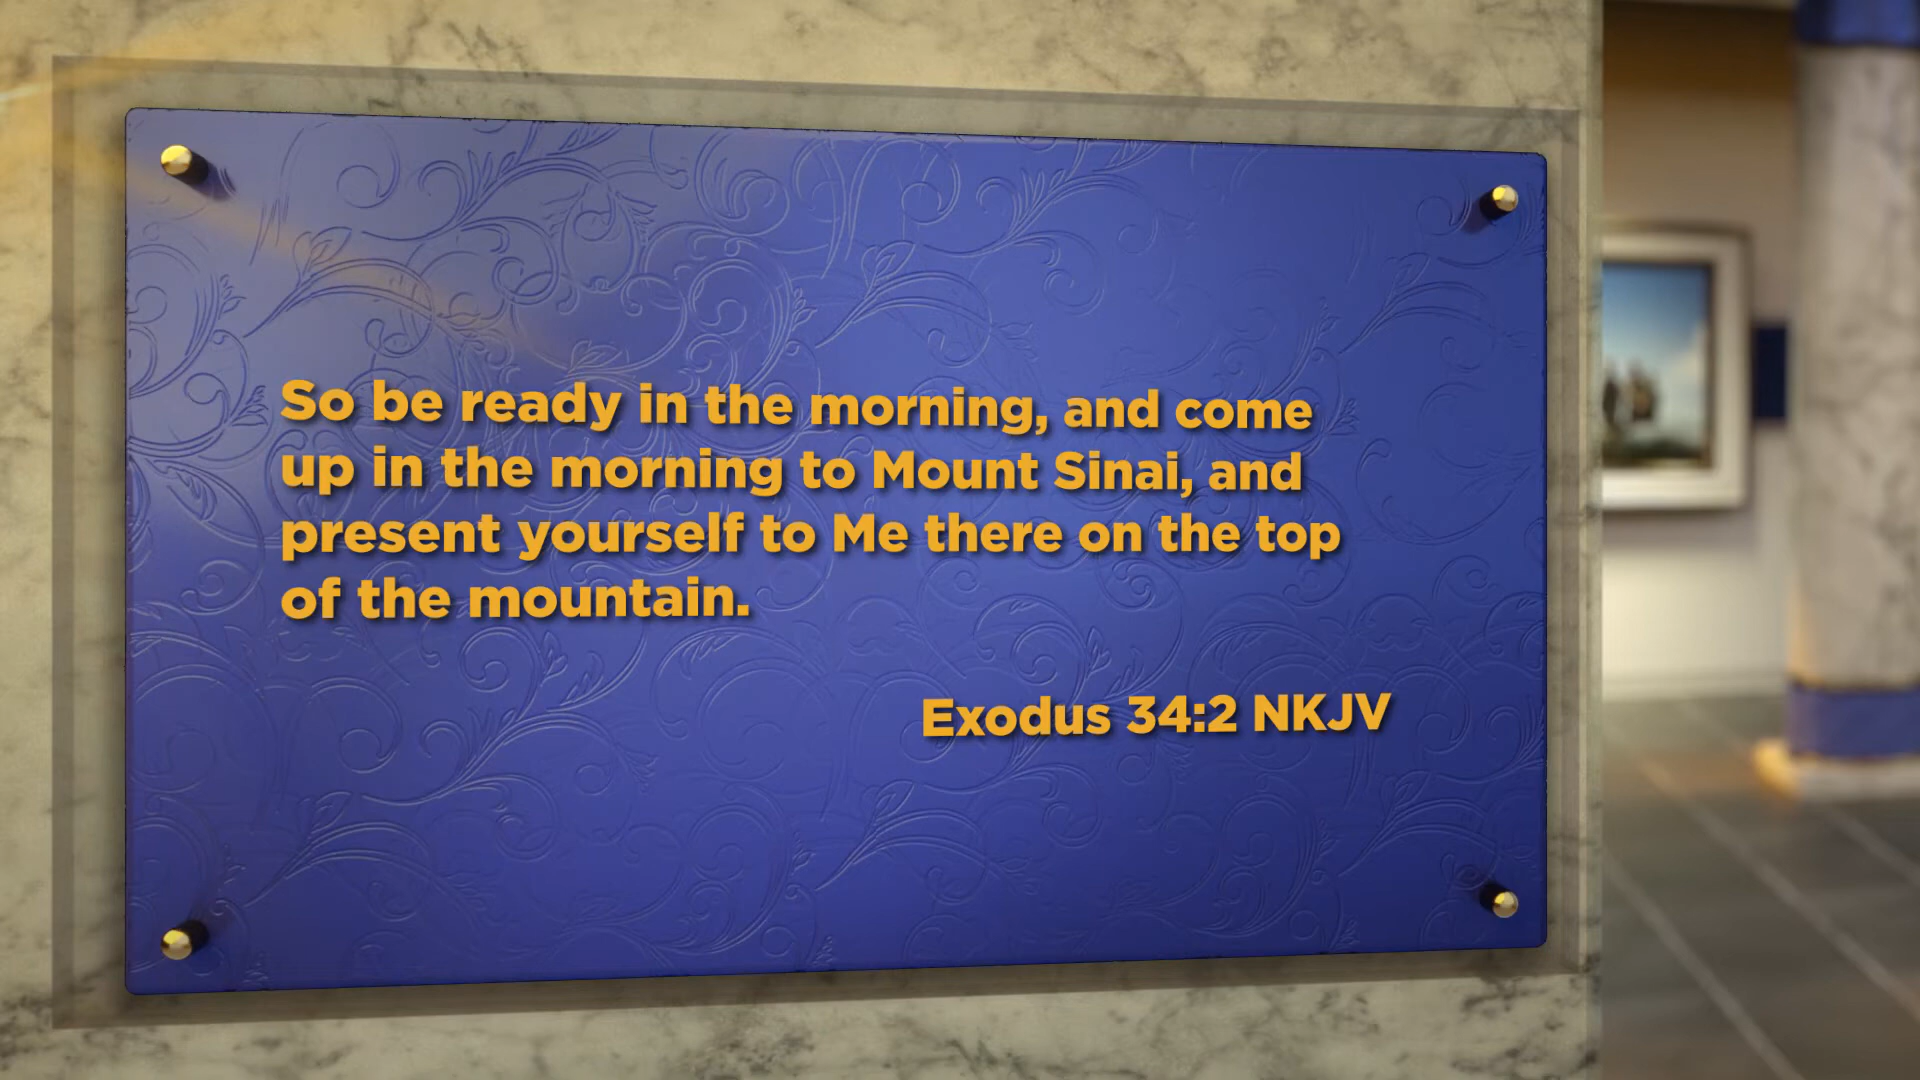 So be ready in the morning, and come
up in the morning to Mount Sinai, and
present yourself to Me there on the top
of the mountain.
Exodus 34:2 NKJV